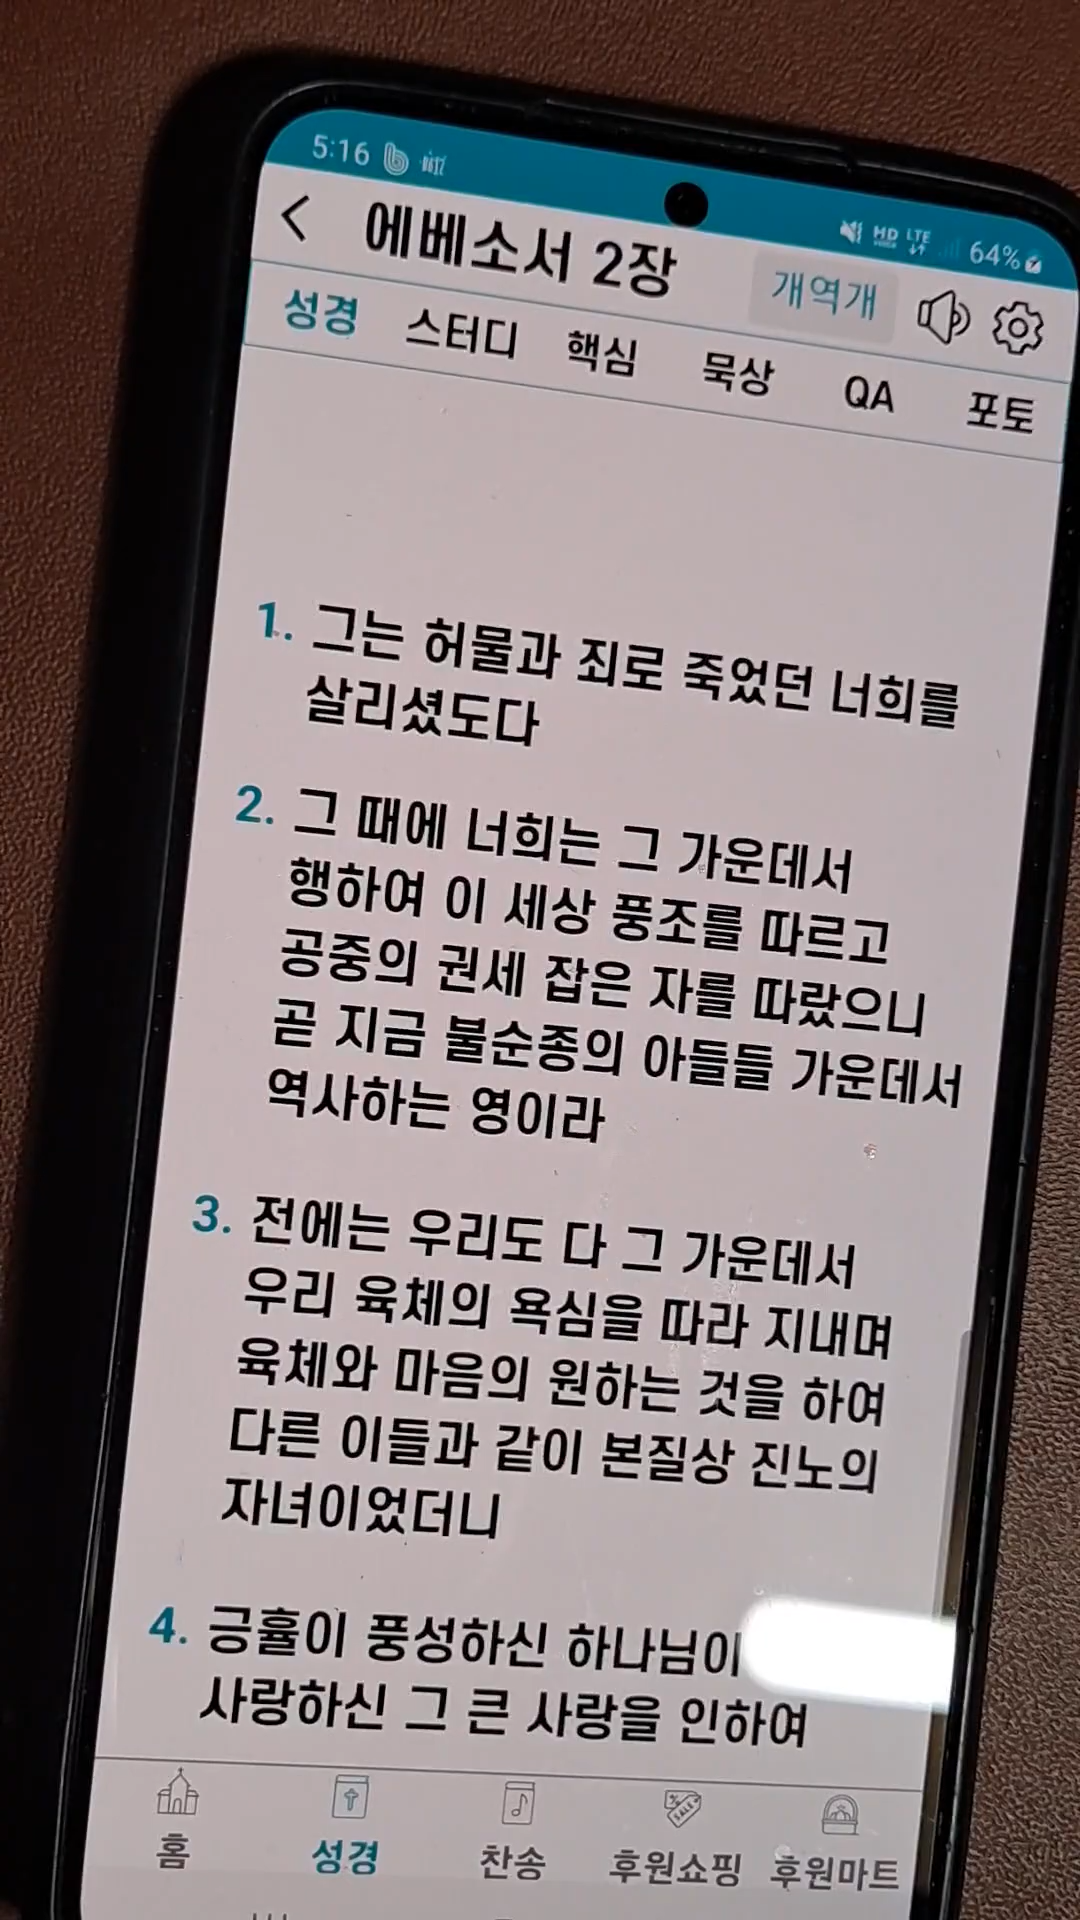 5:16
HD LTE 64%
에베소서 2장
개역개
성경 스터디 핵심 묵상 QA 포토
1. 그는 허물과 죄로 죽었던 너희를
살리셨도다
2. 그 때에 너희는 그 가운데서
행하여 이 세상 풍조를 따르고
공중의 권세 잡은 자를 따랐으니
곧 지금 불순종의 아들들 가운데서
역사하는 영이라
3. 전에는 우리도 다 그 가운데서
우리 육체의 욕심을 따라 지내며
육체와 마음의 원하는 것을 하여
다른 이들과 같이 본질상 진노의
자녀이었더니
4. 긍휼이 풍성하신 하나님이
사랑하신 그 큰 사랑을 인하여
SALE
홈 성경 찬송 후원쇼핑 후원마트